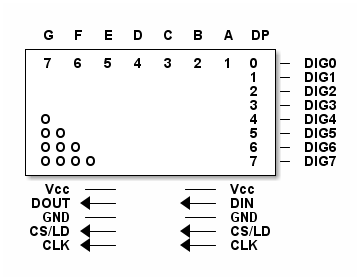 G F E D C B A DP
7 6 5 4 3 2 1 0 DIG0
1 DIG1
2 DIG2
3 DIG3
O 4 DIG4
O O 5 DIG5
O O O 6 DIG6
O O O O 7 DIG7
Vcc Vcc
DOUT DIN
GND GND
CS/LD CS/LD
CLK CLK